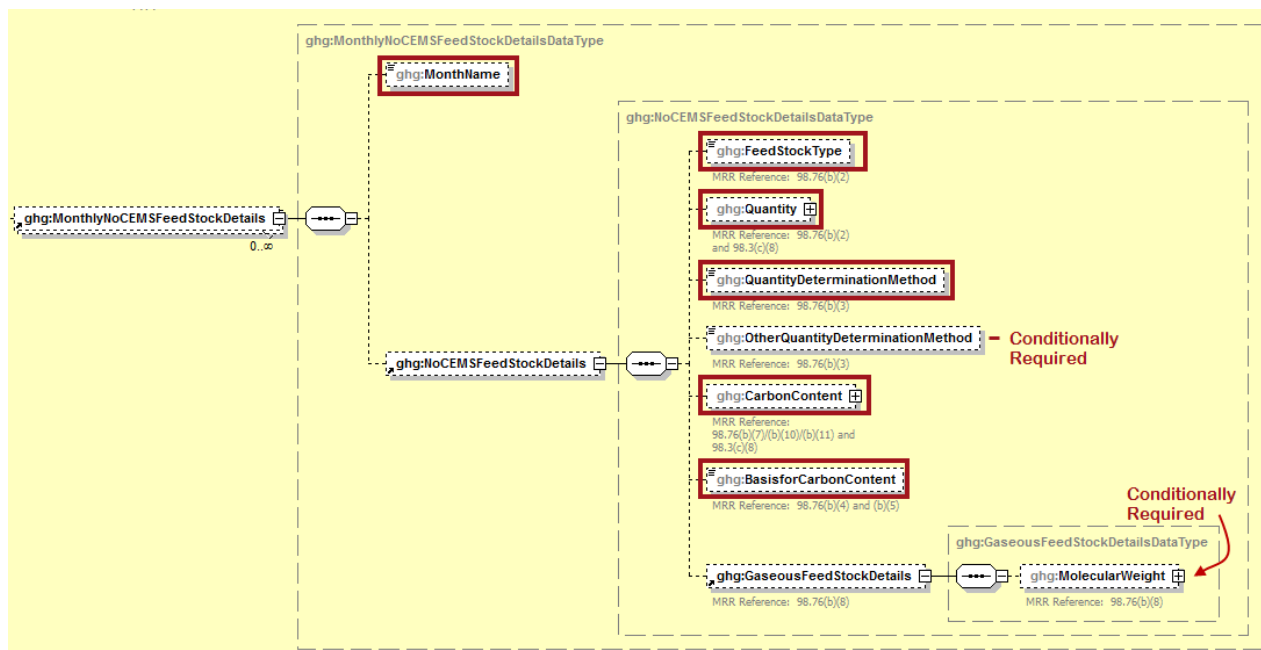 ghg:MonthlyNoCEMSFeedStockDetailsDataType
ghg:MonthName
ghg:NoCEMSFeedStockDetailsDataType
ghg:FeedStockType
MRR Reference: 98.76(b)(2)
ghg:MonthlyNoCEMSFeedStockDetails
0..∞
ghg:Quantity
MRR Reference: 98.76(b)(2)
and 98.3(c)(8)
ghg:QuantityDeterminationMethod
MRR Reference: 98.76(b)(3)
ghg:OtherQuantityDeterminationMethod
MRR Reference: 98.76(b)(3)
Conditionally
Required
ghg:NoCEMSFeedStockDetails
ghg:CarbonContent
MRR Reference:
98.76(b)(7)/(b)(10)/(b)(11) and
98.3(c)(8)
ghg:BasisforCarbonContent
MRR Reference: 98.76(b)(4) and (b)(5)
Conditionally
Required
ghg:GaseousFeedStockDetailsDataType
ghg:GaseousFeedStockDetails
MRR Reference: 98.76(b)(8)
ghg:MolecularWeight
MRR Reference: 98.76(b)(8)